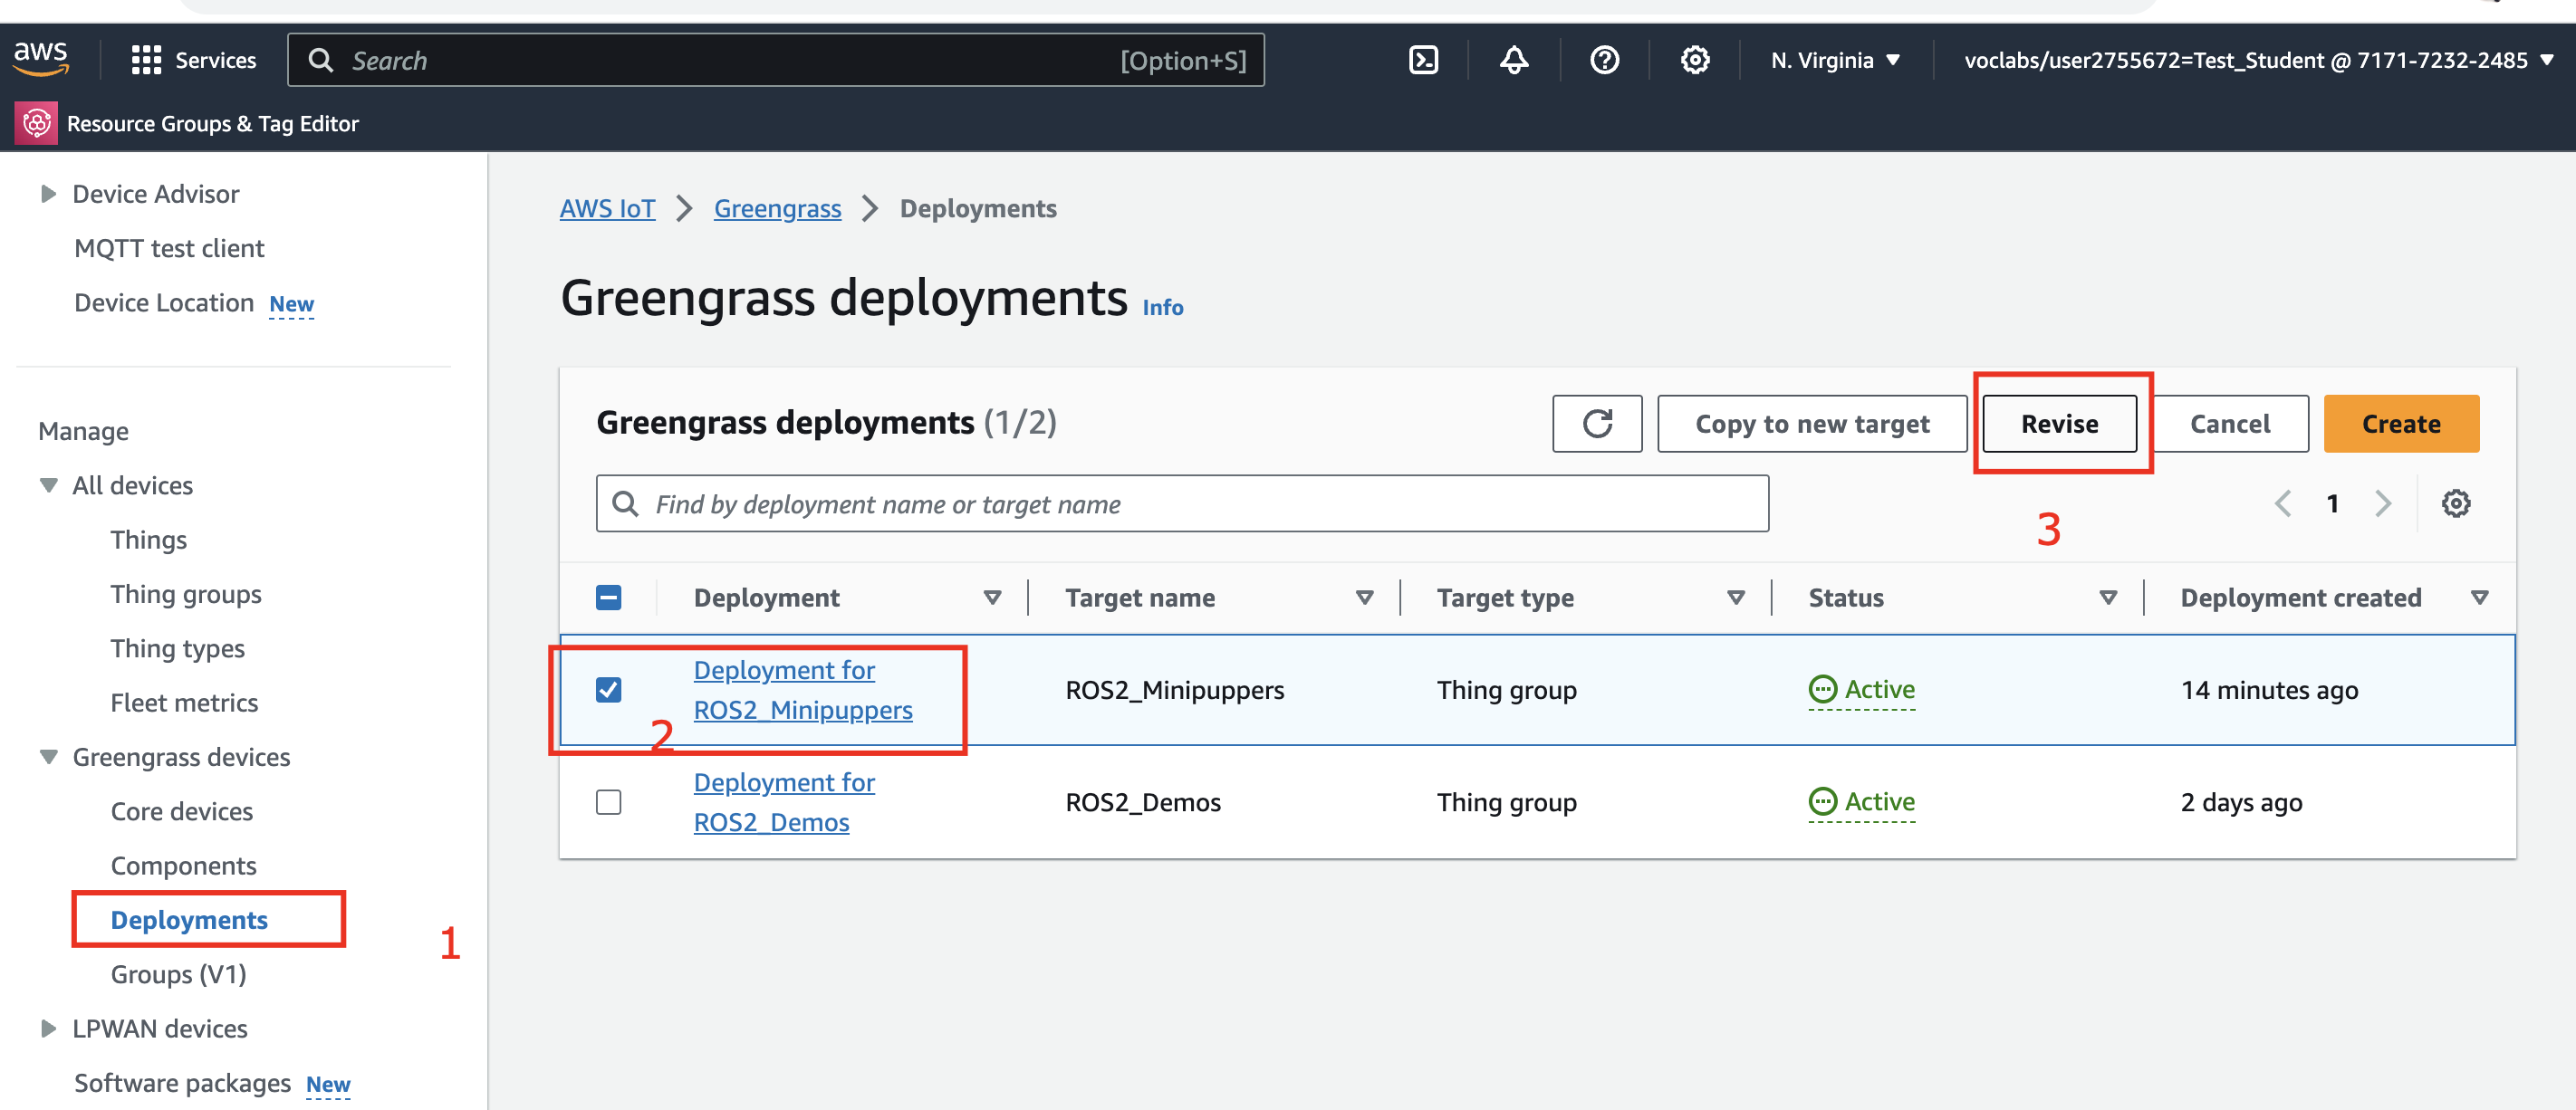 aws
Services
Search
[Option+S]
N. Virginia
voclabs/user2755672=Test_Student @ 7171-7232-2485
Resource Groups & Tag Editor
Device Advisor
MQTT test client
Device Location New
Manage
All devices
Things
Thing groups
Thing types
Fleet metrics
Greengrass devices
Core devices
Components
Deployments
1
Groups (V1)
LPWAN devices
Software packages New
AWS IoT
Greengrass
Deployments
Greengrass deployments Info
Greengrass deployments (1/2)
Copy to new target
Revise
Cancel
Create
Find by deployment name or target name
1
3
Deployment
Target name
Target type
Status
Deployment created
Deployment for
ROS2_Minipuppers
2
ROS2_Minipuppers
Thing group
Active
14 minutes ago
Deployment for
ROS2_Demos
ROS2_Demos
Thing group
Active
2 days ago